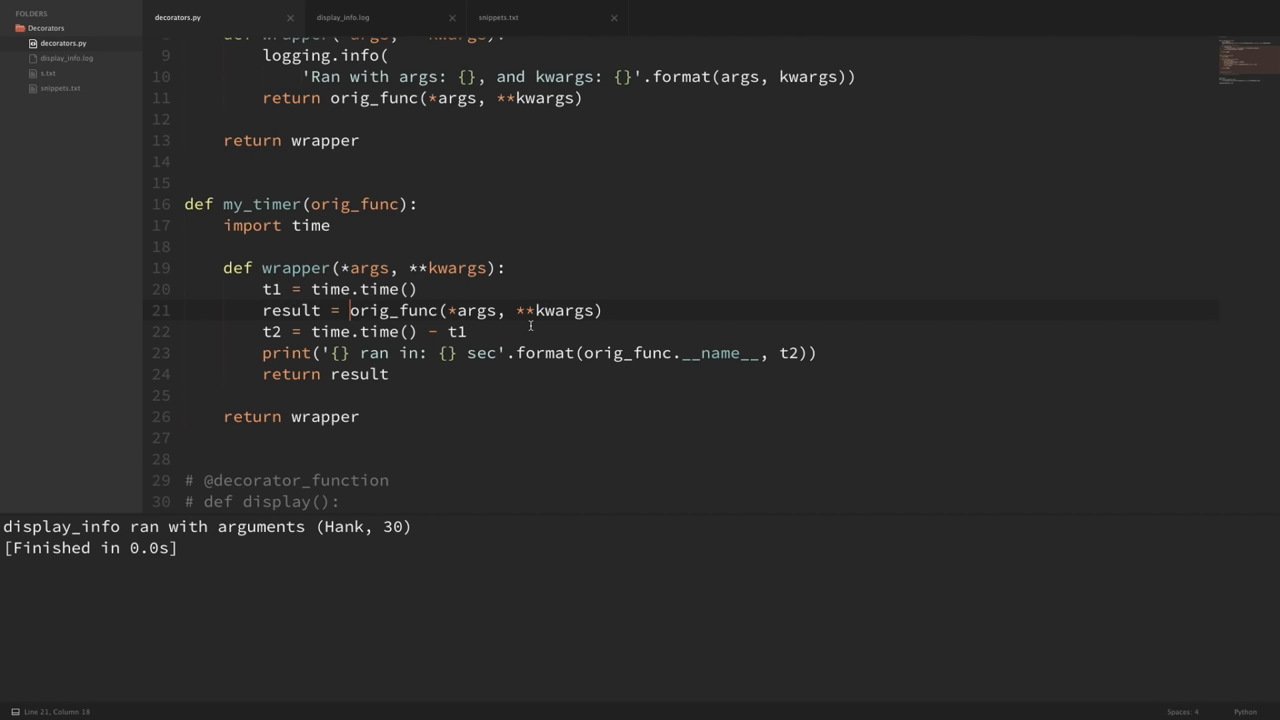 FOLDERS
Decorators
decorators.py
display_info.log
s.txt
snippets.txt
decorators.py
display_info.log
snippets.txt
9 logging.info(
10 'Ran with args: {}, and kwargs: {}'.format(args, kwargs))
11 return orig_func(*args, **kwargs)
12
13 return wrapper
14
15
16 def my_timer(orig_func):
17 import time
18
19 def wrapper(*args, **kwargs):
20 t1 = time.time()
21 result = orig_func(*args, **kwargs)
22 t2 = time.time() - t1
23 print('{} ran in: {} sec'.format(orig_func.__name__, t2))
24 return result
25
26 return wrapper
27
28
29 # @decorator_function
30 # def display():
display_info ran with arguments (Hank, 30)
[Finished in 0.0s]
Line 21, Column 18
Spaces: 4
Python